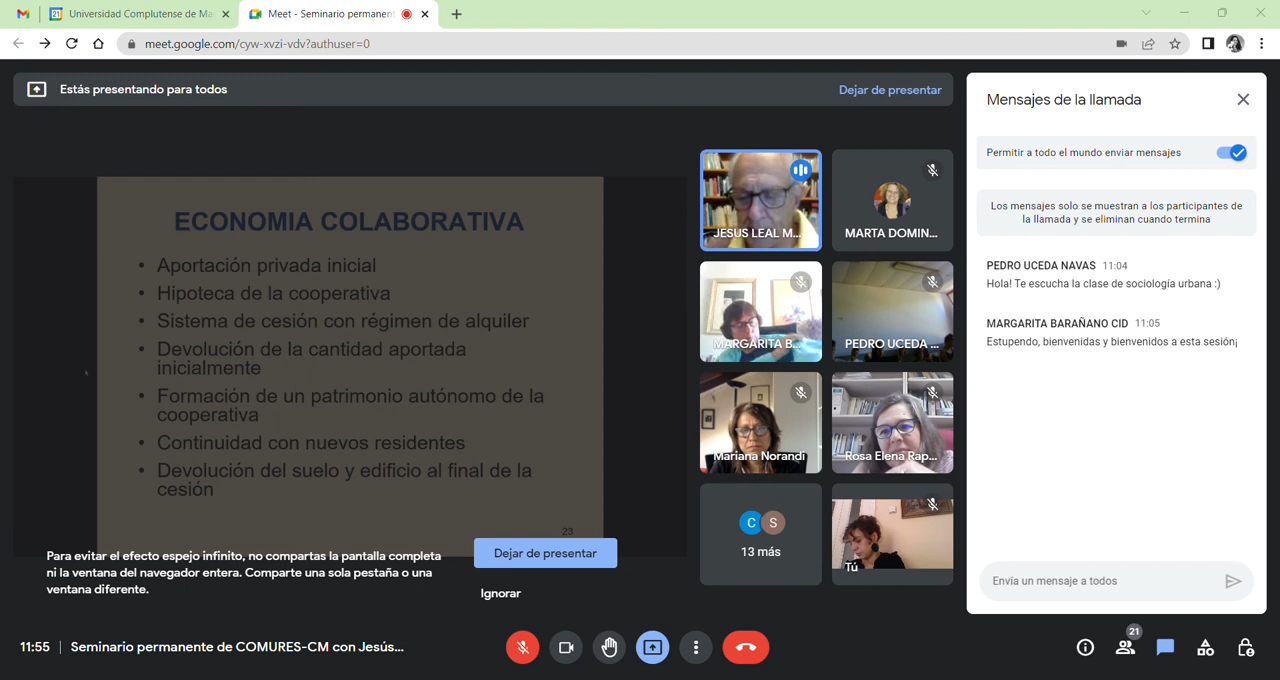 Universidad Complutense de Ma
Meet - Seminario permanent
meet.google.com/cyw-xvzi-vdv?authuser=0
Estás presentando para todos
Dejar de presentar
ECONOMIA COLABORATIVA
• Aportación privada inicial
• Hipoteca de la cooperativa
• Sistema de cesión con régimen de alquiler
• Devolución de la cantidad aportada
inicialmente
• Formación de un patrimonio autónomo de la
cooperativa
• Continuidad con nuevos residentes
• Devolución del suelo y edificio al final de la
cesión
23
Para evitar el efecto espejo infinito, no compartas la pantalla completa
ni la ventana del navegador entera. Comparte una sola pestaña o una
ventana diferente.
Dejar de presentar
Ignorar
JESUS LEAL M...
MARTA DOMIN...
MARGARITA B...
PEDRO UCEDA ...
Mariana Norandi
Rosa Elena Rap...
C S
13 más
Tú
Mensajes de la llamada
Permitir a todo el mundo enviar mensajes
Los mensajes solo se muestran a los participantes de
la llamada y se eliminan cuando termina
PEDRO UCEDA NAVAS 11:04
Hola! Te escucha la clase de sociología urbana :)
MARGARITA BARAÑANO CID 11:05
Estupendo, bienvenidas y bienvenidos a esta sesión¡
Envía un mensaje a todos
11:55 | Seminario permanente de COMURES-CM con Jesús...
21